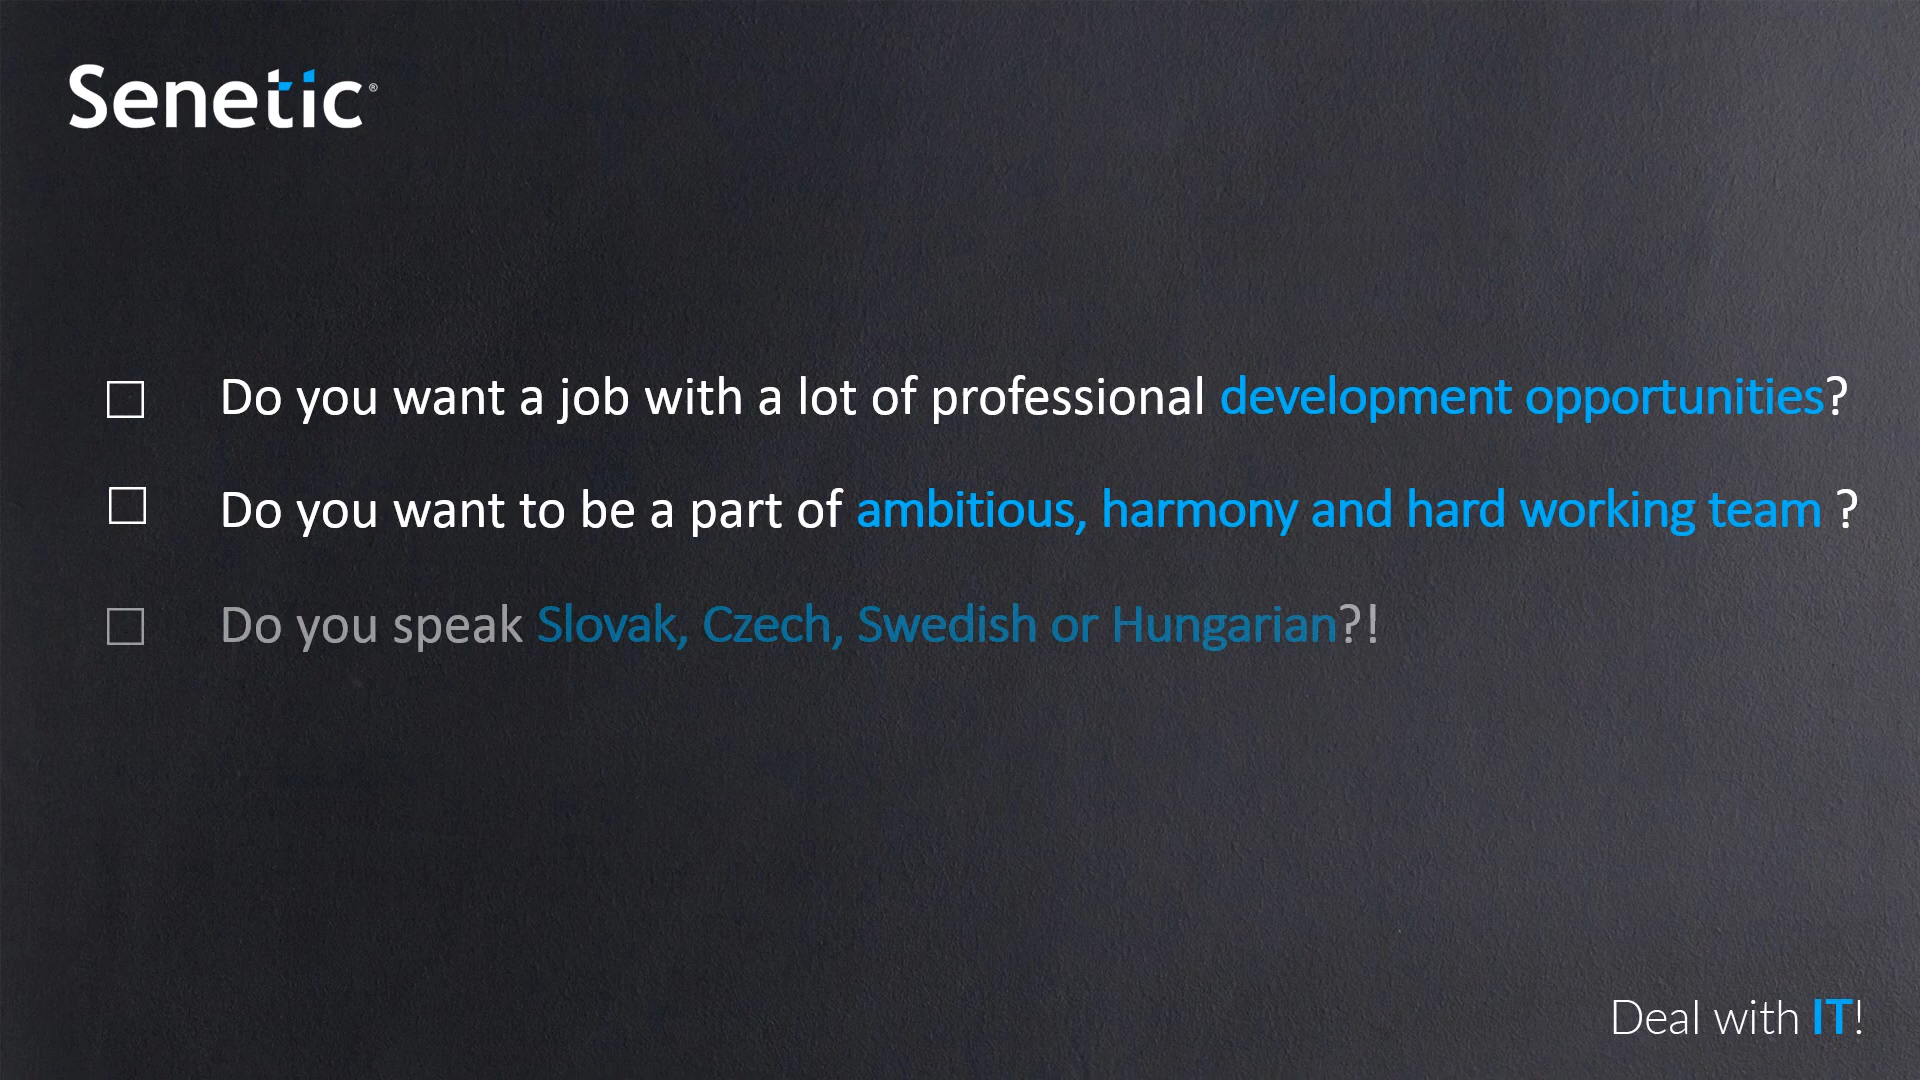 Senetic®
☐ Do you want a job with a lot of professional development opportunities?
☐ Do you want to be a part of ambitious, harmony and hard working team ?
☐ Do you speak Slovak, Czech, Swedish or Hungarian?!
Deal with IT!